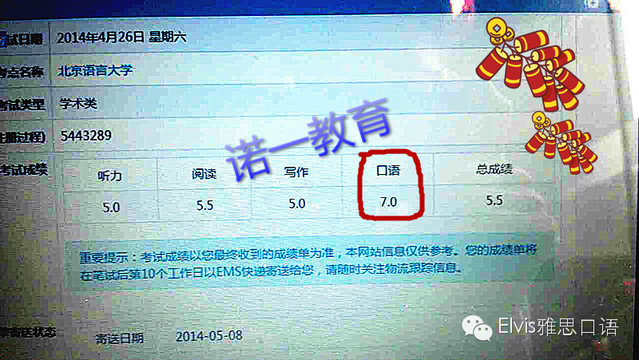 试日期 2014年4月26日 星期六
考点名称 北京语言大学
考试类型 学术类
注册过程) 5443289
诺一教育
考试成绩 听力 阅读 写作 口语 总成绩
5.0 5.5 5.0 7.0 5.5
重要提示：考试成绩以您最终收到的成绩单为准，本网站信息仅供参考。您的成绩单将
在笔试后第10个工作日以EMS快递寄送给您，请随时关注物流跟踪信息。
寄送状态 寄送日期 2014-05-08
Elvis雅思口语